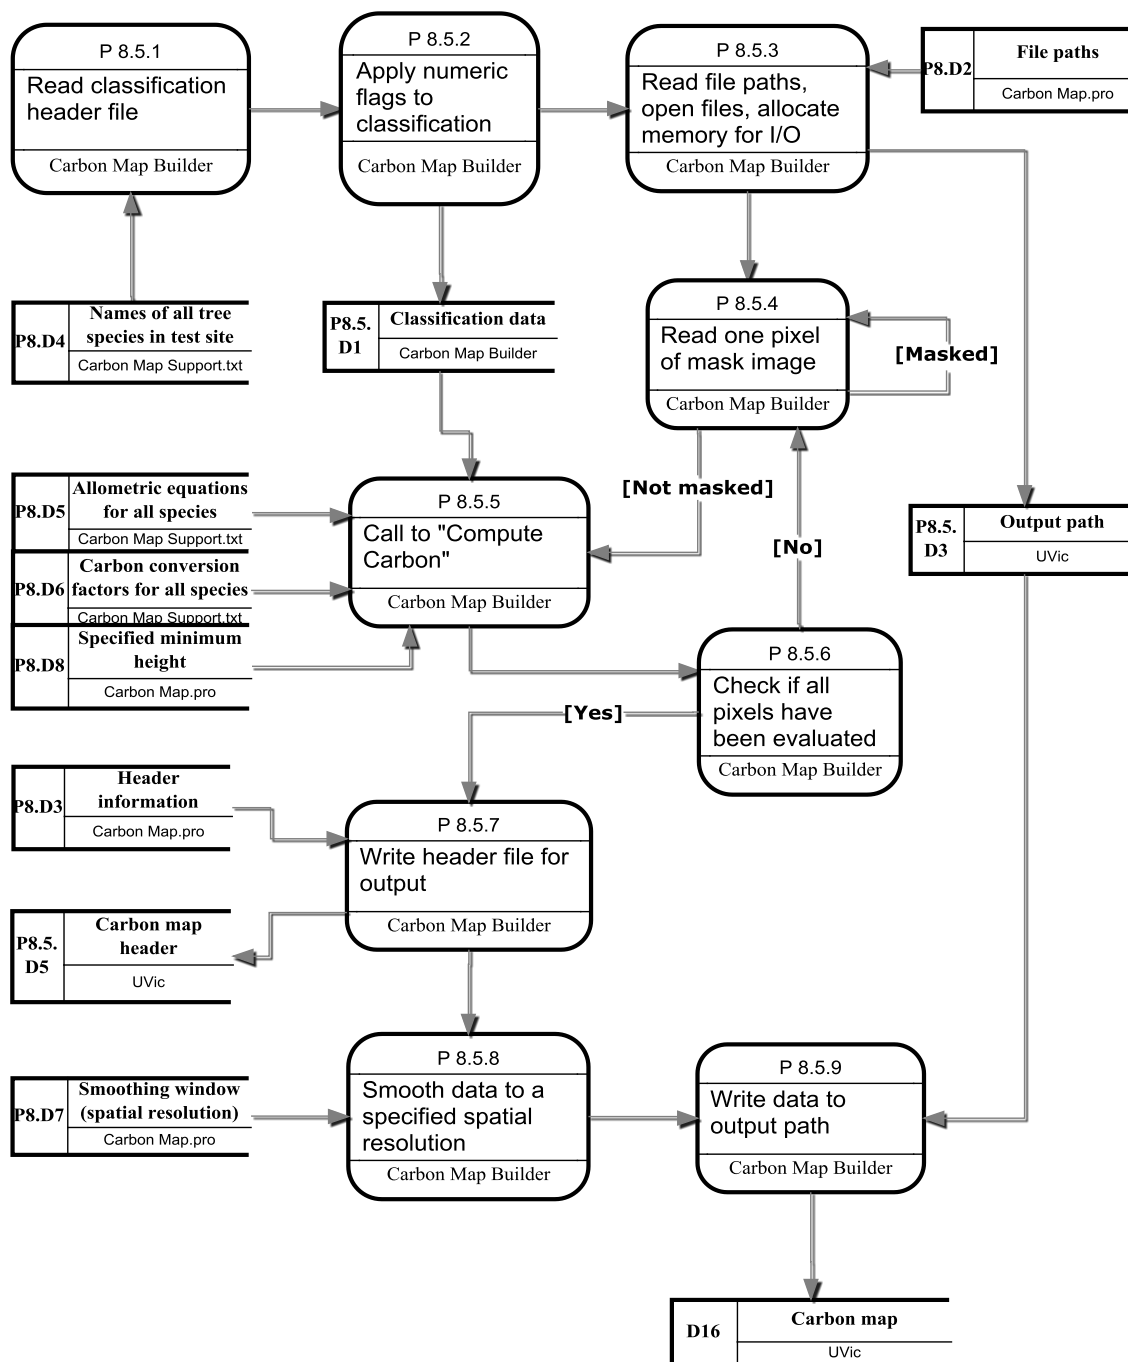 P 8.5.1
Read classification
header file
Carbon Map Builder
P 8.5.2
Apply numeric
flags to
classification
Carbon Map Builder
P 8.5.3
Read file paths,
open files, allocate
memory for I/O
Carbon Map Builder
P8.D2
File paths
Carbon Map.pro
P8.D4
Names of all tree
species in test site
Carbon Map Support.txt
P8.5.
D1
Classification data
Carbon Map Builder
P 8.5.4
Read one pixel
of mask image
Carbon Map Builder
[Masked]
[Not masked]
[No]
P8.D5
Allometric equations
for all species
Carbon Map Support.txt
P8.D6
Carbon conversion
factors for all species
Carbon Map Support.txt
P8.D8
Specified minimum
height
Carbon Map.pro
P 8.5.5
Call to "Compute
Carbon"
Carbon Map Builder
P8.5.
D3
Output path
UVic
P 8.5.6
Check if all
pixels have
been evaluated
Carbon Map Builder
[Yes]
P8.D3
Header
information
Carbon Map.pro
P 8.5.7
Write header file for
output
Carbon Map Builder
P8.5.
D5
Carbon map
header
UVic
P8.D7
Smoothing window
(spatial resolution)
Carbon Map.pro
P 8.5.8
Smooth data to a
specified spatial
resolution
Carbon Map Builder
P 8.5.9
Write data to
output path
Carbon Map Builder
D16
Carbon map
UVic